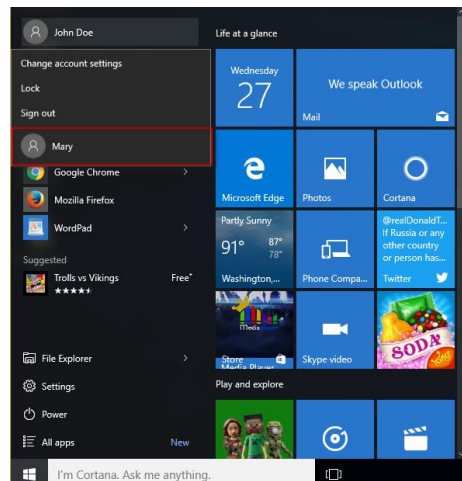 John Doe
Change account settings
Lock
Sign out
Mary
Google Chrome
Mozilla Firefox
WordPad
Suggested
Trolls vs Vikings
Free*
File Explorer
Settings
Power
All apps
New
I'm Cortana. Ask me anything.
Life at a glance
Wednesday
27
We speak Outlook
Mail
Microsoft Edge
Photos
Cortana
Partly Sunny
91° 87°
78°
Washington,...
Phone Compa...
@realDonaldT...
If Russia or any
other country
or person has...
Twitter
Media
Store
Media Player
Skype video
SODA
Play and explore